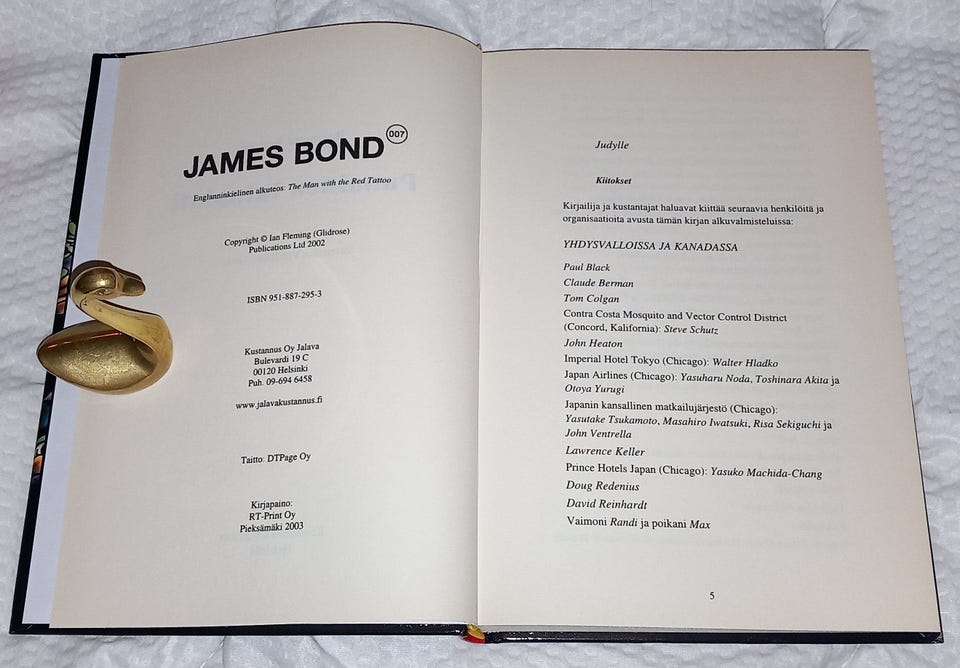 JAMES BOND 007
Englanninkielinen alkuteos: The Man with the Red Tattoo
Copyright © Ian Fleming (Glidrose)
Publications Ltd 2002
ISBN 951-887-295-3
Kustannus Oy Jalava
Bulevardi 19 C
00120 Helsinki
Puh. 09-694 6458
www.jalavakustannus.fi
Taitto: DTPage Oy
Kirjapaino:
RT-Print Oy
Pieksämäki 2003
Judylle
Kiitokset
Kirjailija ja kustantajat haluavat kiittää seuraavia henkilöitä ja
organisaatioita avusta tämän kirjan alkuvalmisteluissa:
YHDYSVALLOISSA JA KANADASSA
Paul Black
Claude Berman
Tom Colgan
Contra Costa Mosquito and Vector Control District
(Concord, Kalifornia): Steve Schutz
John Heaton
Imperial Hotel Tokyo (Chicago): Walter Hladko
Japan Airlines (Chicago): Yasuharu Noda, Toshinara Akita ja
Otoya Yurugi
Japanin kansallinen matkailujärjestö (Chicago):
Yasutake Tsukamoto, Masahiro Iwatsuki, Risa Sekiguchi ja
John Ventrella
Lawrence Keller
Prince Hotels Japan (Chicago): Yasuko Machida-Chang
Doug Redenius
David Reinhardt
Vaimoni Randi ja poikani Max
5